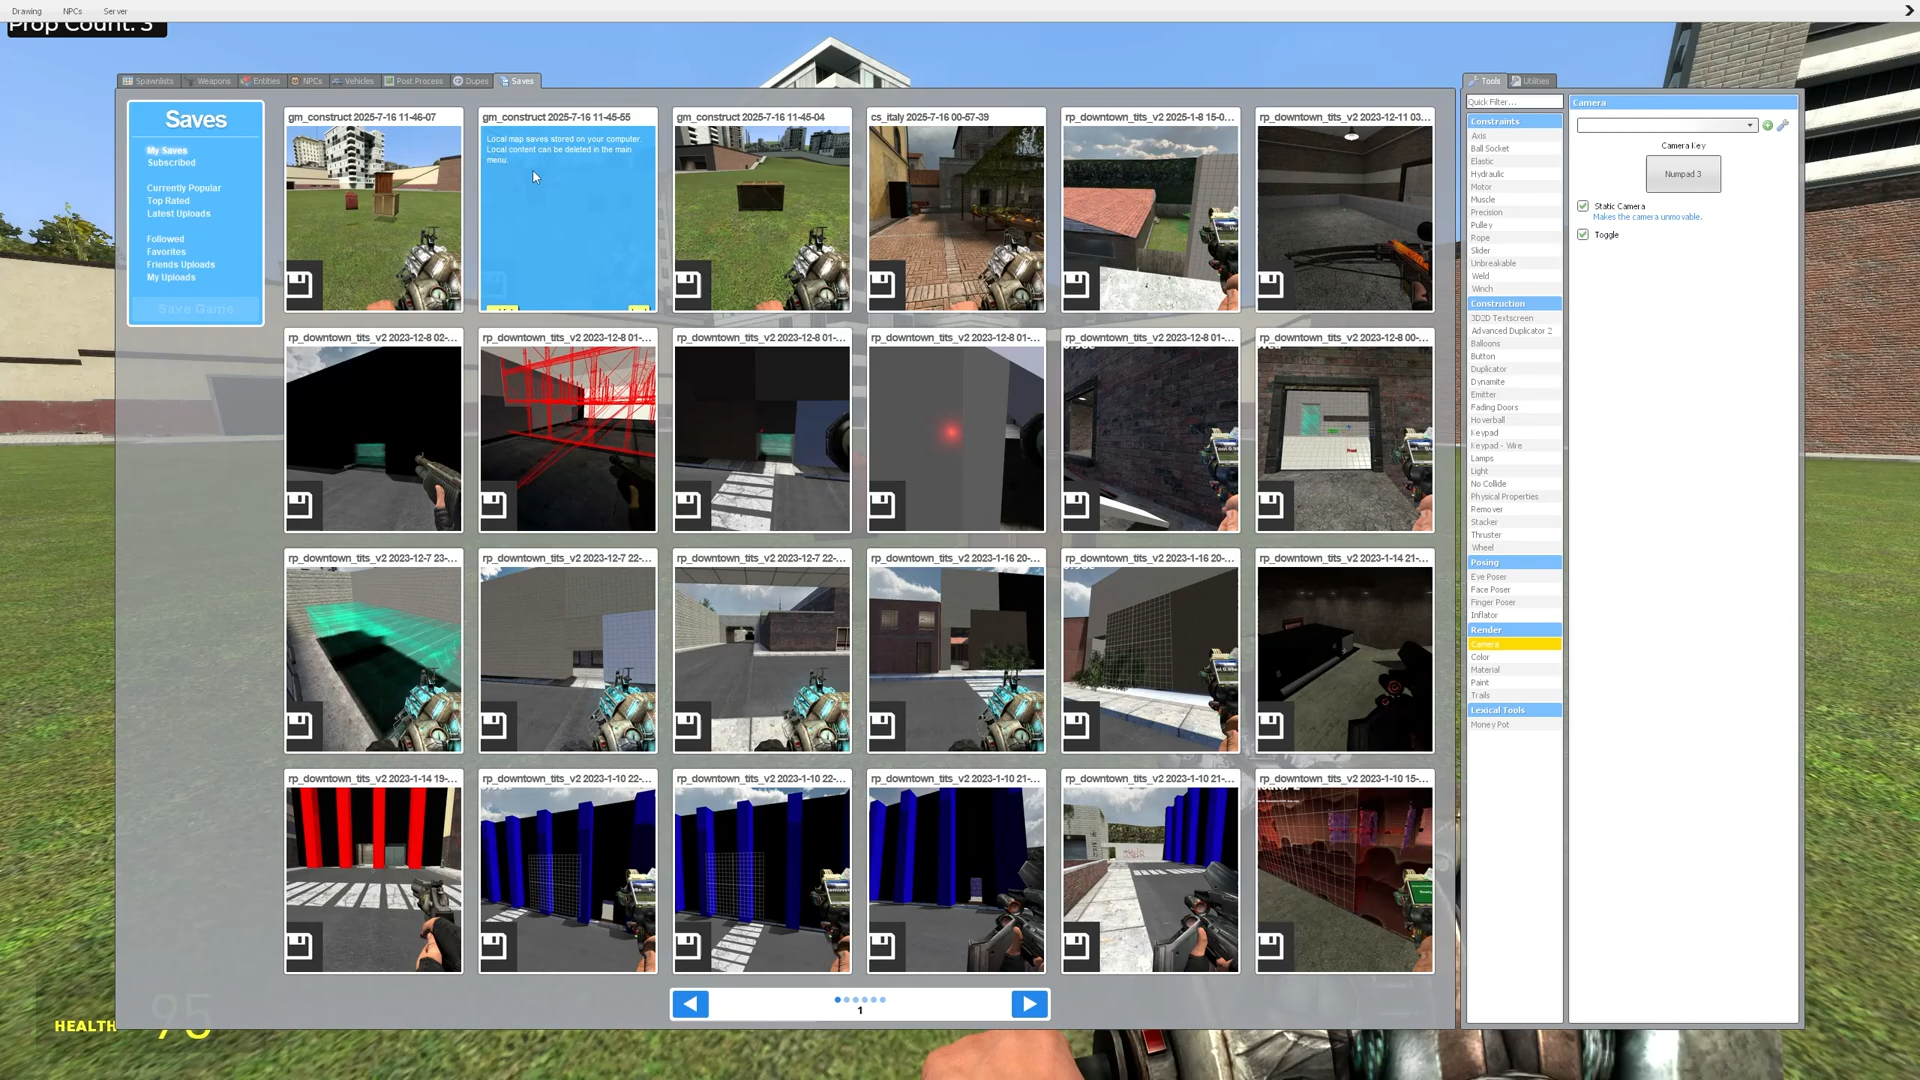 Drawing NPCs Server
Prop Count: 3
Spawnlists Weapons Entities NPCs Vehicles Post Process Dupes Saves
Tools Utilities
Saves
My Saves
Subscribed
Currently Popular
Top Rated
Latest Uploads
Followed
Favorites
Friends Uploads
My Uploads
Save Game
gm_construct 2025-7-16 11-46-07
gm_construct 2025-7-16 11-45-55
Local map saves stored on your computer.
Local content can be deleted in the main
menu.
gm_construct 2025-7-16 11-45-04
cs_italy 2025-7-16 00-57-39
rp_downtown_tits_v2 2025-1-8 15-0...
rp_downtown_tits_v2 2023-12-11 03...
rp_downtown_tits_v2 2023-12-8 02-...
rp_downtown_tits_v2 2023-12-8 01-...
rp_downtown_tits_v2 2023-12-8 01-...
rp_downtown_tits_v2 2023-12-8 01-...
rp_downtown_tits_v2 2023-12-8 01-...
rp_downtown_tits_v2 2023-12-8 00-...
rp_downtown_tits_v2 2023-12-7 23-...
rp_downtown_tits_v2 2023-12-7 22-...
rp_downtown_tits_v2 2023-12-7 22-...
rp_downtown_tits_v2 2023-1-16 20-...
rp_downtown_tits_v2 2023-1-16 20-...
rp_downtown_tits_v2 2023-1-14 21-...
rp_downtown_tits_v2 2023-1-14 19-...
rp_downtown_tits_v2 2023-1-10 22-...
rp_downtown_tits_v2 2023-1-10 22-...
rp_downtown_tits_v2 2023-1-10 21-...
rp_downtown_tits_v2 2023-1-10 21-...
rp_downtown_tits_v2 2023-1-10 15-...
1
HEALTH 95
Quick Filter...
Constraints
Axis
Ball Socket
Elastic
Hydraulic
Motor
Muscle
Precision
Pulley
Rope
Slider
Unbreakable
Weld
Winch
Construction
3D2D Textscreen
Advanced Duplicator 2
Balloons
Button
Duplicator
Dynamite
Emitter
Fading Doors
Hoverball
Keypad
Keypad - Wire
Lamps
Light
No Collide
Physical Properties
Remover
Stacker
Thruster
Wheel
Posing
Eye Poser
Face Poser
Finger Poser
Inflator
Render
Camera
Color
Material
Paint
Trails
Lexical Tools
Money Pot
Camera
Camera Key
Numpad 3
Static Camera
Makes the camera unmovable.
Toggle